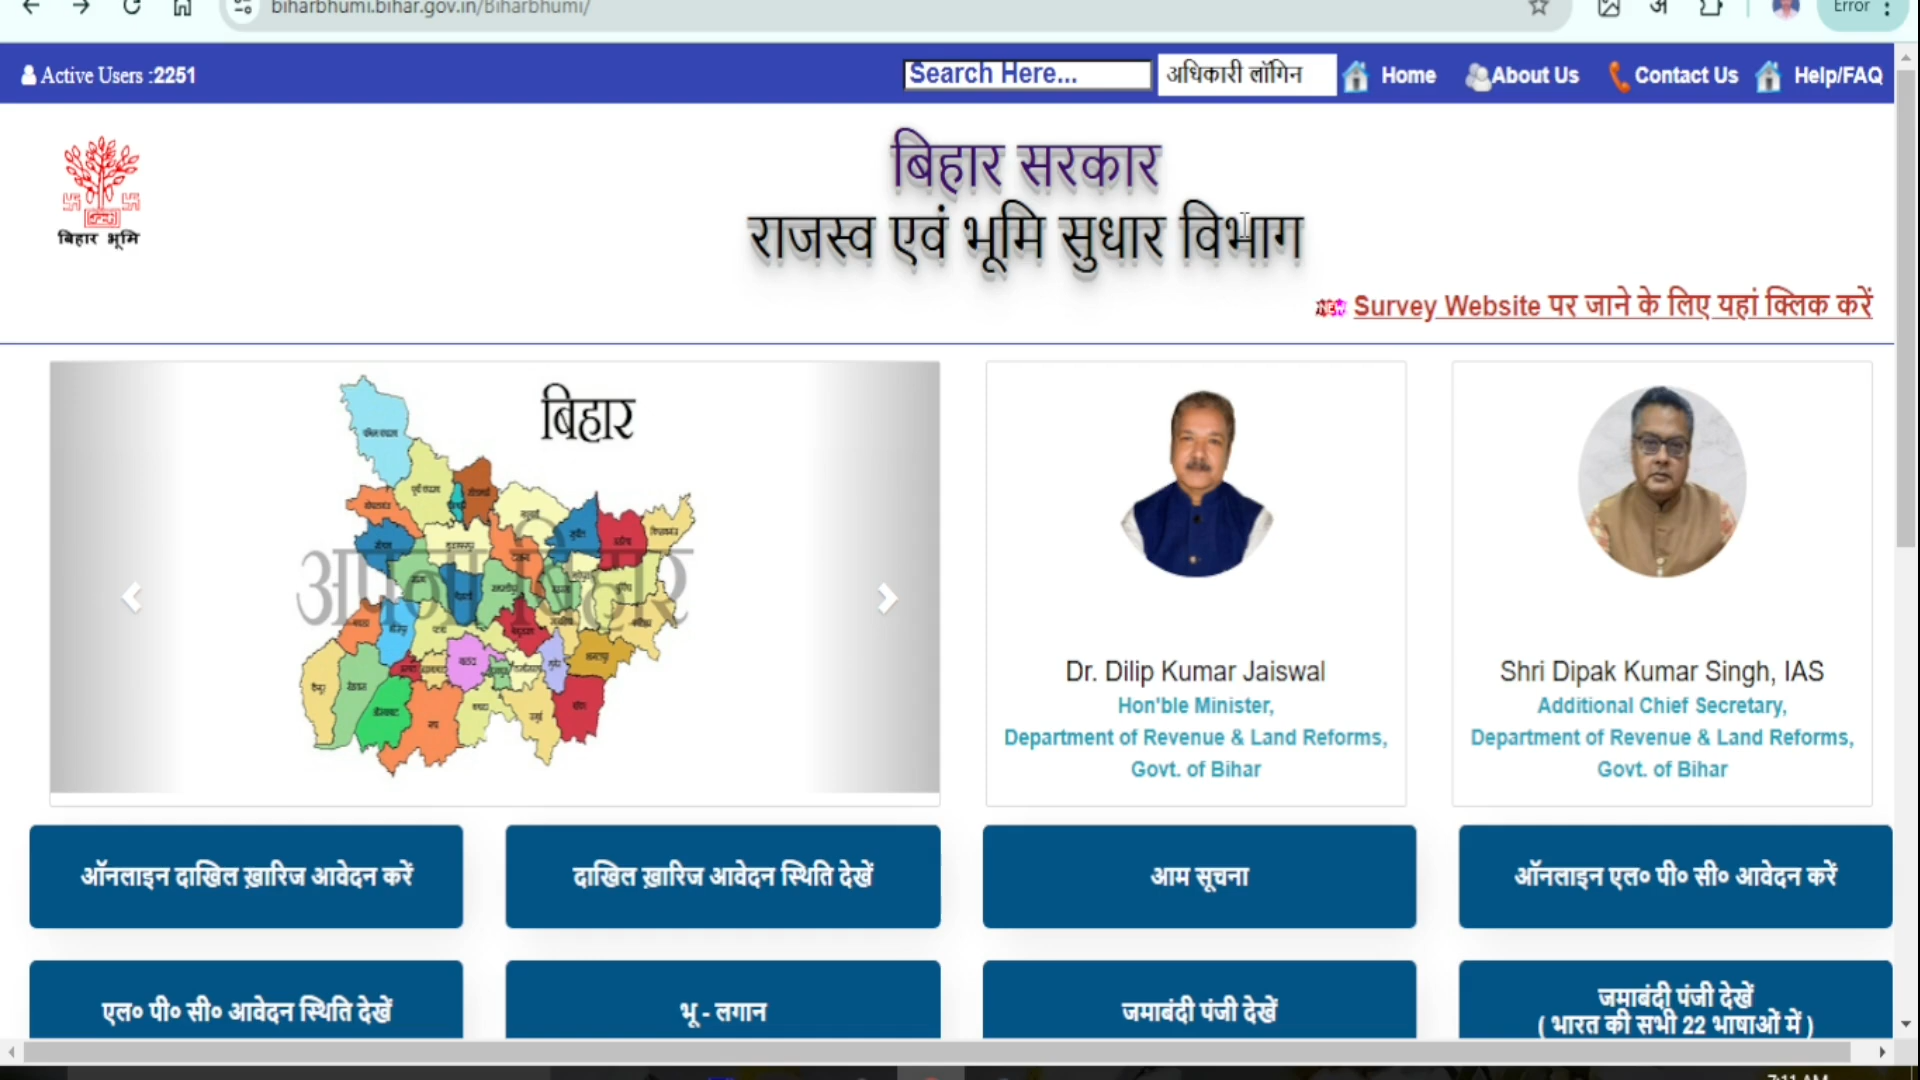 biharbhumi.bihar.gov.in/Biharbhumi/
Error
Active Users :2251
Search Here...
अधिकारी लॉगिन
Home
About Us
Contact Us
Help/FAQ
बिहार सरकार
राजस्व एवं भूमि सुधार विभाग
बिहार भूमि
NEW Survey Website पर जाने के लिए यहां क्लिक करें
बिहार
अपना बिहार
Dr. Dilip Kumar Jaiswal
Hon'ble Minister,
Department of Revenue & Land Reforms,
Govt. of Bihar
Shri Dipak Kumar Singh, IAS
Additional Chief Secretary,
Department of Revenue & Land Reforms,
Govt. of Bihar
ऑनलाइन दाखिल ख़ारिज आवेदन करें
दाखिल ख़ारिज आवेदन स्थिति देखें
आम सूचना
ऑनलाइन एल० पी० सी० आवेदन करें
एल० पी० सी० आवेदन स्थिति देखें
भू - लगान
जमाबंदी पंजी देखें
जमाबंदी पंजी देखें
( भारत की सभी 22 भाषाओं में )